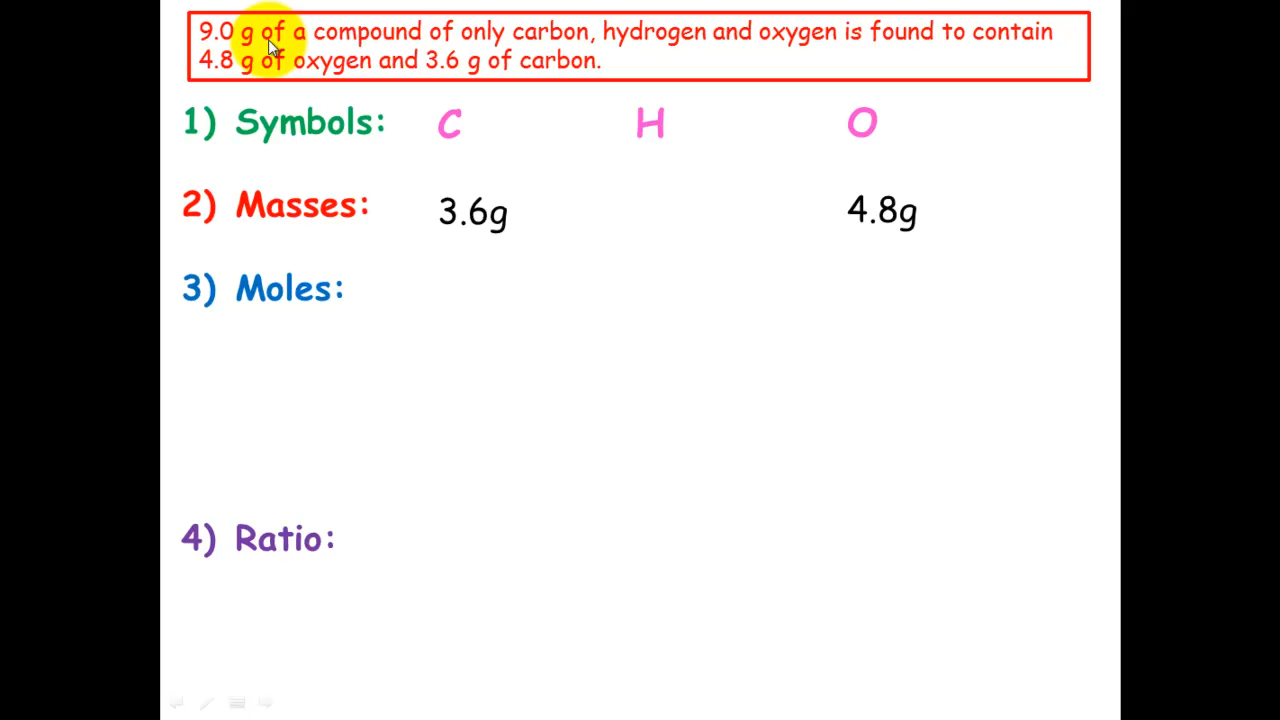 9.0 g of a compound of only carbon, hydrogen and oxygen is found to contain
4.8 g of oxygen and 3.6 g of carbon.
1) Symbols: C H O
2) Masses: 3.6g 4.8g
3) Moles:
4) Ratio: